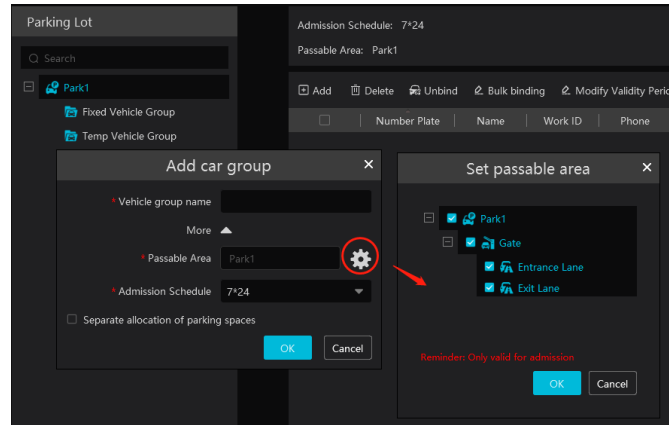 Parking Lot
Search
Park1
Fixed Vehicle Group
Temp Vehicle Group
Admission Schedule: 7*24
Passable Area: Park1
Add Delete Unbind Bulk binding Modify Validity Peri
Number Plate Name Work ID Phone
Add car group
* Vehicle group name
More
* Passable Area Park1
* Admission Schedule 7*24
Separate allocation of parking spaces
OK Cancel
Set passable area
Park1
Gate
Entrance Lane
Exit Lane
Reminder: Only valid for admission
OK Cancel